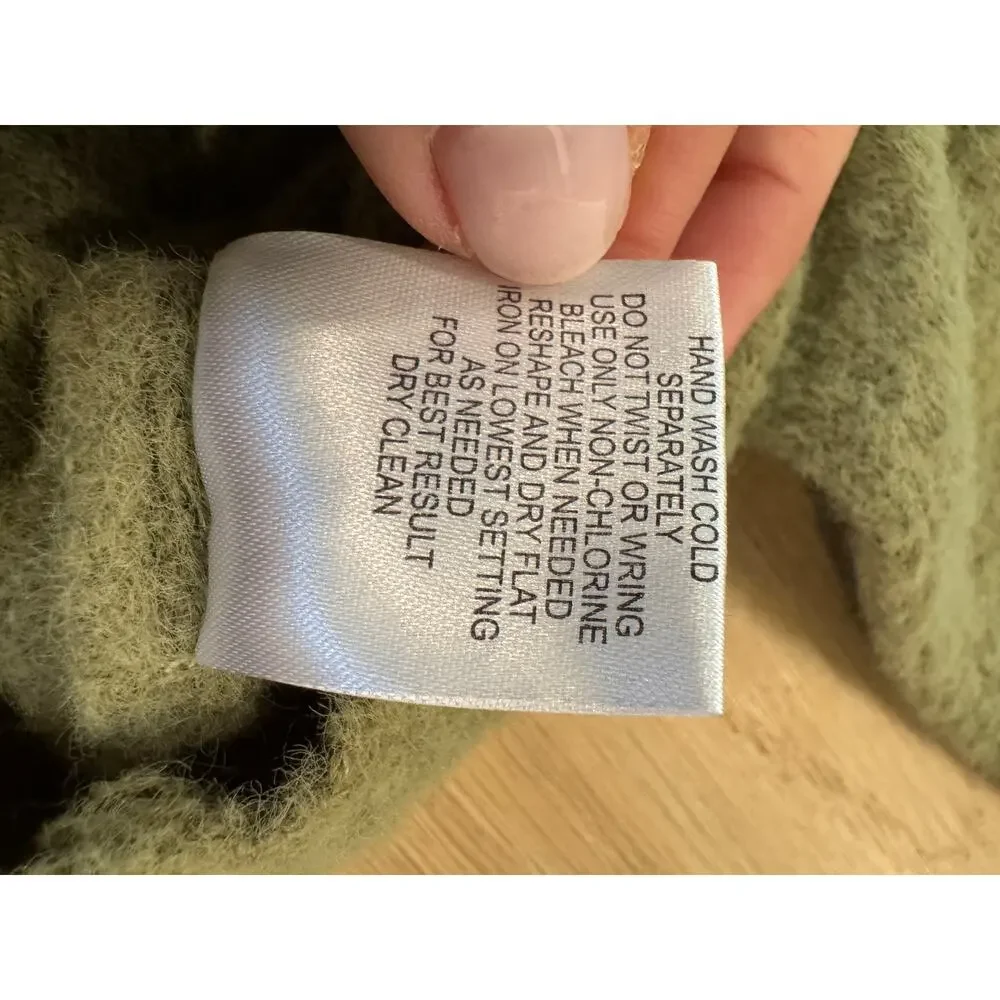 HAND WASH COLD
SEPARATELY
DO NOT TWIST OR WRING
USE ONLY NON-CHLORINE
BLEACH WHEN NEEDED
RESHAPE AND DRY FLAT
IRON ON LOWEST SETTING
AS NEEDED
FOR BEST RESULT
DRY CLEAN